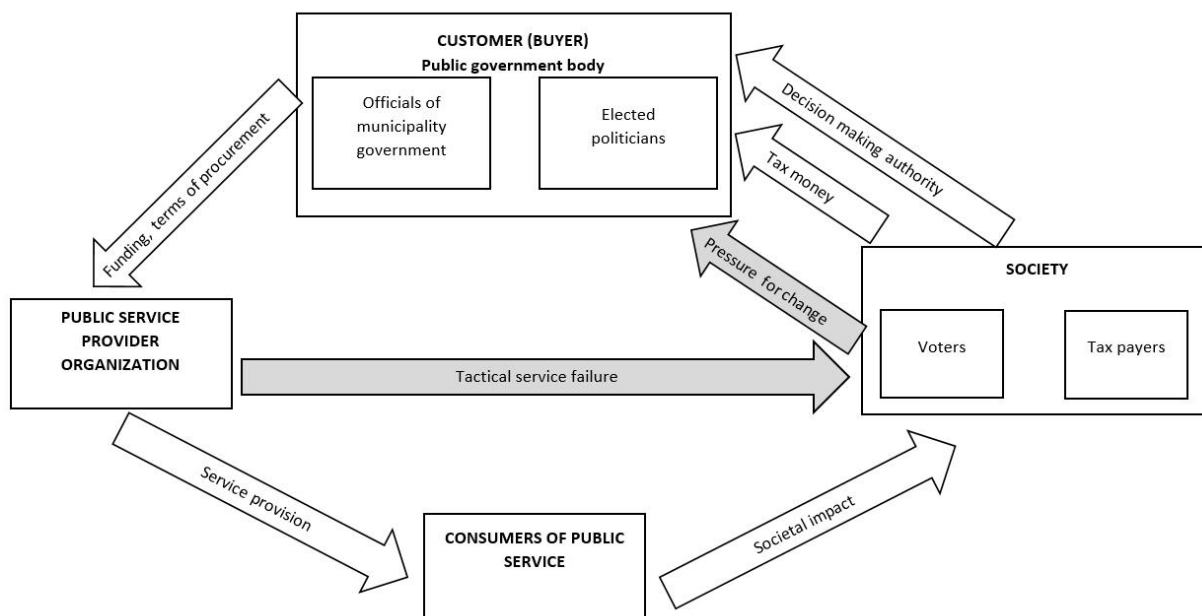 CUSTOMER (BUYER)
Public government body
Officials of
municipality
government
Elected
politicians
Decision making authority
Tax money
Pressure for change
Funding, terms of procurement
SOCIETY
Voters
Tax payers
PUBLIC SERVICE
PROVIDER
ORGANIZATION
Tactical service failure
Service provision
CONSUMERS OF PUBLIC
SERVICE
Societal impact